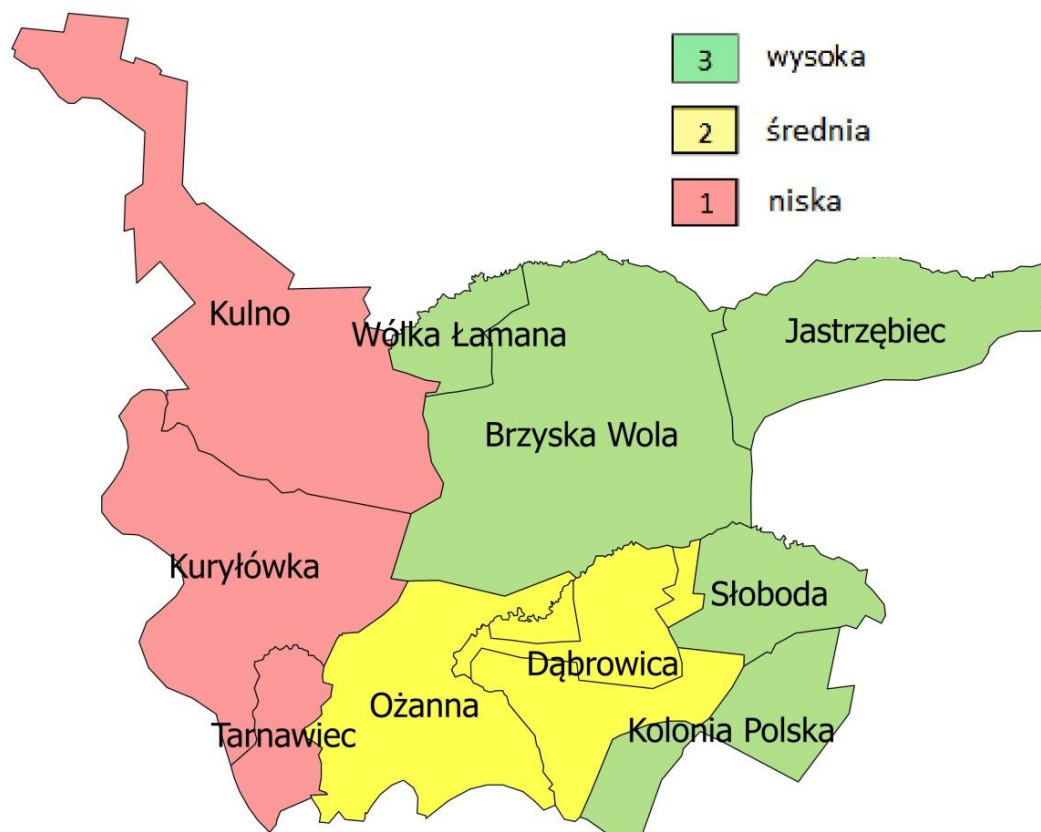 3 wysoka
2 średnia
1 niska
Kulno
Wólka Łamana
Jastrzębiec
Brzyska Wola
Kuryłówka
Słoboda
Dąbrowica
Ożanna
Tarnawiec
Kolonia Polska